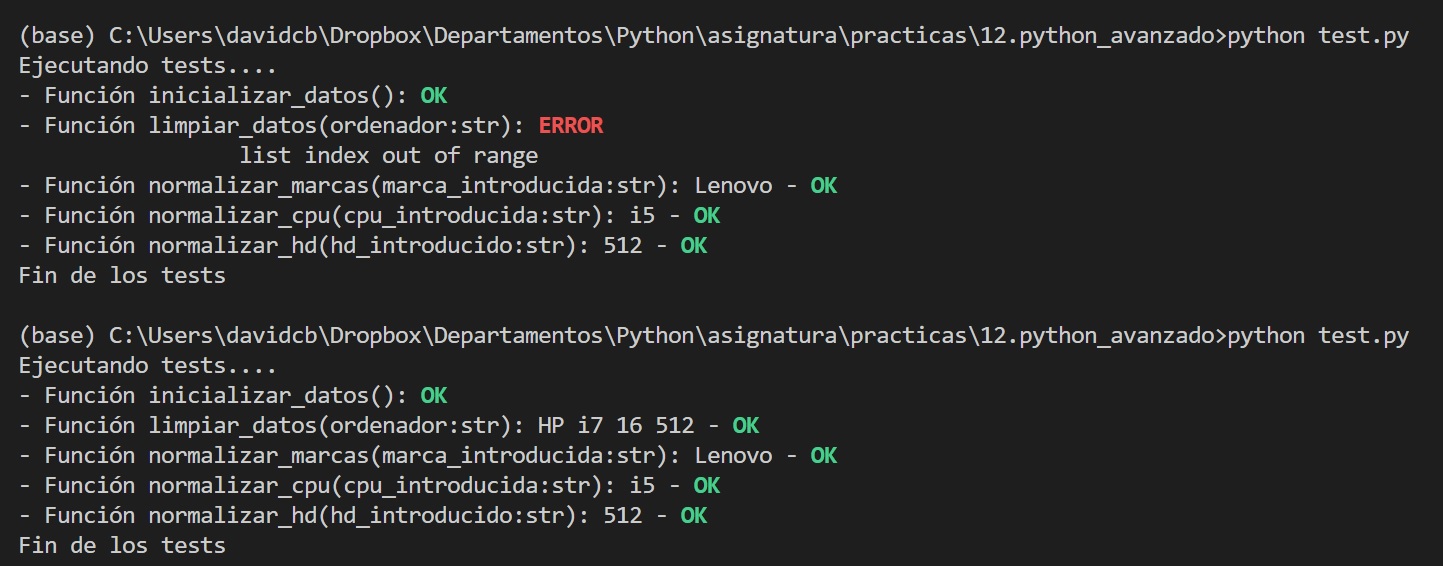 (base) C:\Users\davidcb\Dropbox\Departamentos\Python\asignatura\practicas\12.python_avanzado>python test.py
Ejecutando tests....
- Función inicializar_datos(): OK
- Función limpiar_datos(ordenador:str): ERROR
list index out of range
- Función normalizar_marcas(marca_introducida:str): Lenovo - OK
- Función normalizar_cpu(cpu_introducida:str): i5 - OK
- Función normalizar_hd(hd_introducido:str): 512 - OK
Fin de los tests
(base) C:\Users\davidcb\Dropbox\Departamentos\Python\asignatura\practicas\12.python_avanzado>python test.py
Ejecutando tests....
- Función inicializar_datos(): OK
- Función limpiar_datos(ordenador:str): HP i7 16 512 - OK
- Función normalizar_marcas(marca_introducida:str): Lenovo - OK
- Función normalizar_cpu(cpu_introducida:str): i5 - OK
- Función normalizar_hd(hd_introducido:str): 512 - OK
Fin de los tests